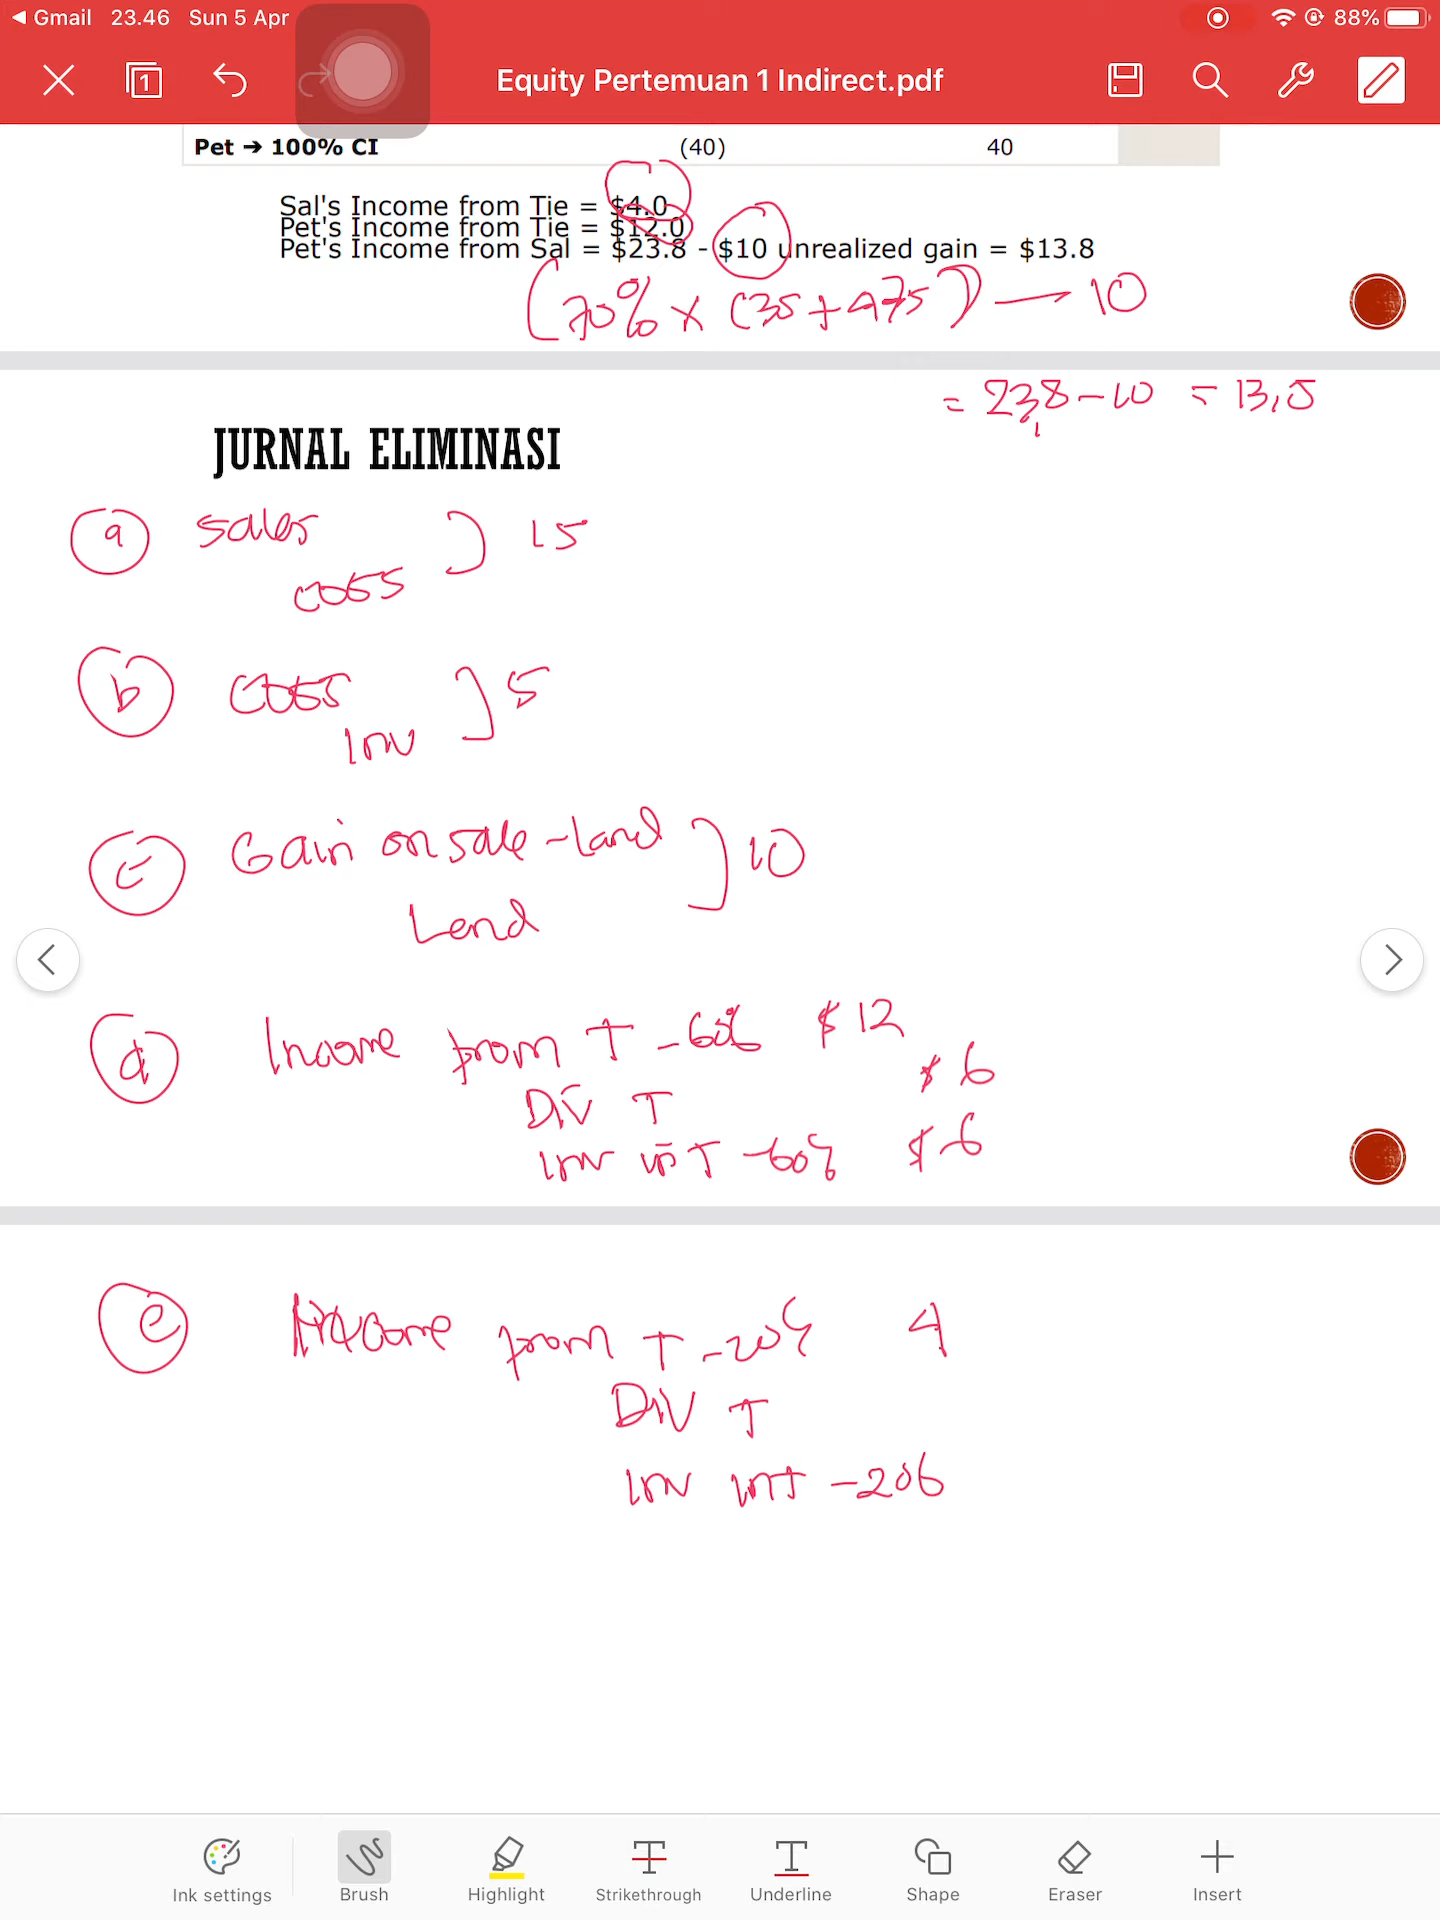 ◀ Gmail 23.46 Sun 5 Apr 88%
1
Equity Pertemuan 1 Indirect.pdf
Pet ➔ 100% CI (40) 40
Sal's Income from Tie = $4.0
Pet's Income from Tie = $12.0
Pet's Income from Sal = $23.8 - $10 unrealized gain = $13.8
(70% x (35+475)) — 10
= 23,8 - 10 = 13,8
JURNAL ELIMINASI
a sales ] 15
COGS
b COGS ] 5
Inv
c Gain on sale - Land ] 10
Land
d Income from T - 60% $ 12
Div T $ 6
Inv in T - 60% $ 6
e Income from T - 20% 4
Div T
Inv in T - 20%
Ink settings Brush Highlight Strikethrough Underline Shape Eraser Insert